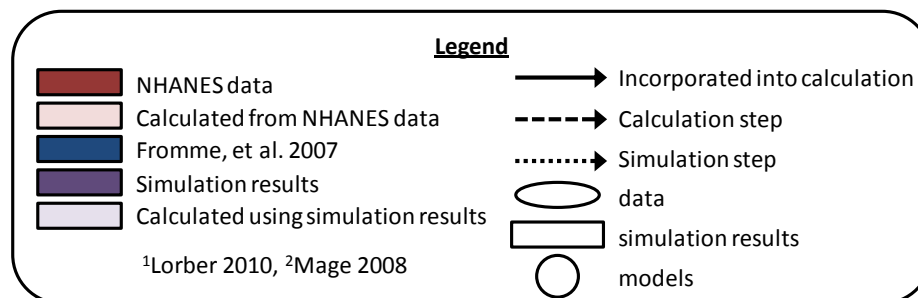 Legend
NHANES data
Calculated from NHANES data
Fromme, et al. 2007
Simulation results
Calculated using simulation results
¹Lorber 2010, ²Mage 2008
Incorporated into calculation
Calculation step
Simulation step
data
simulation results
models